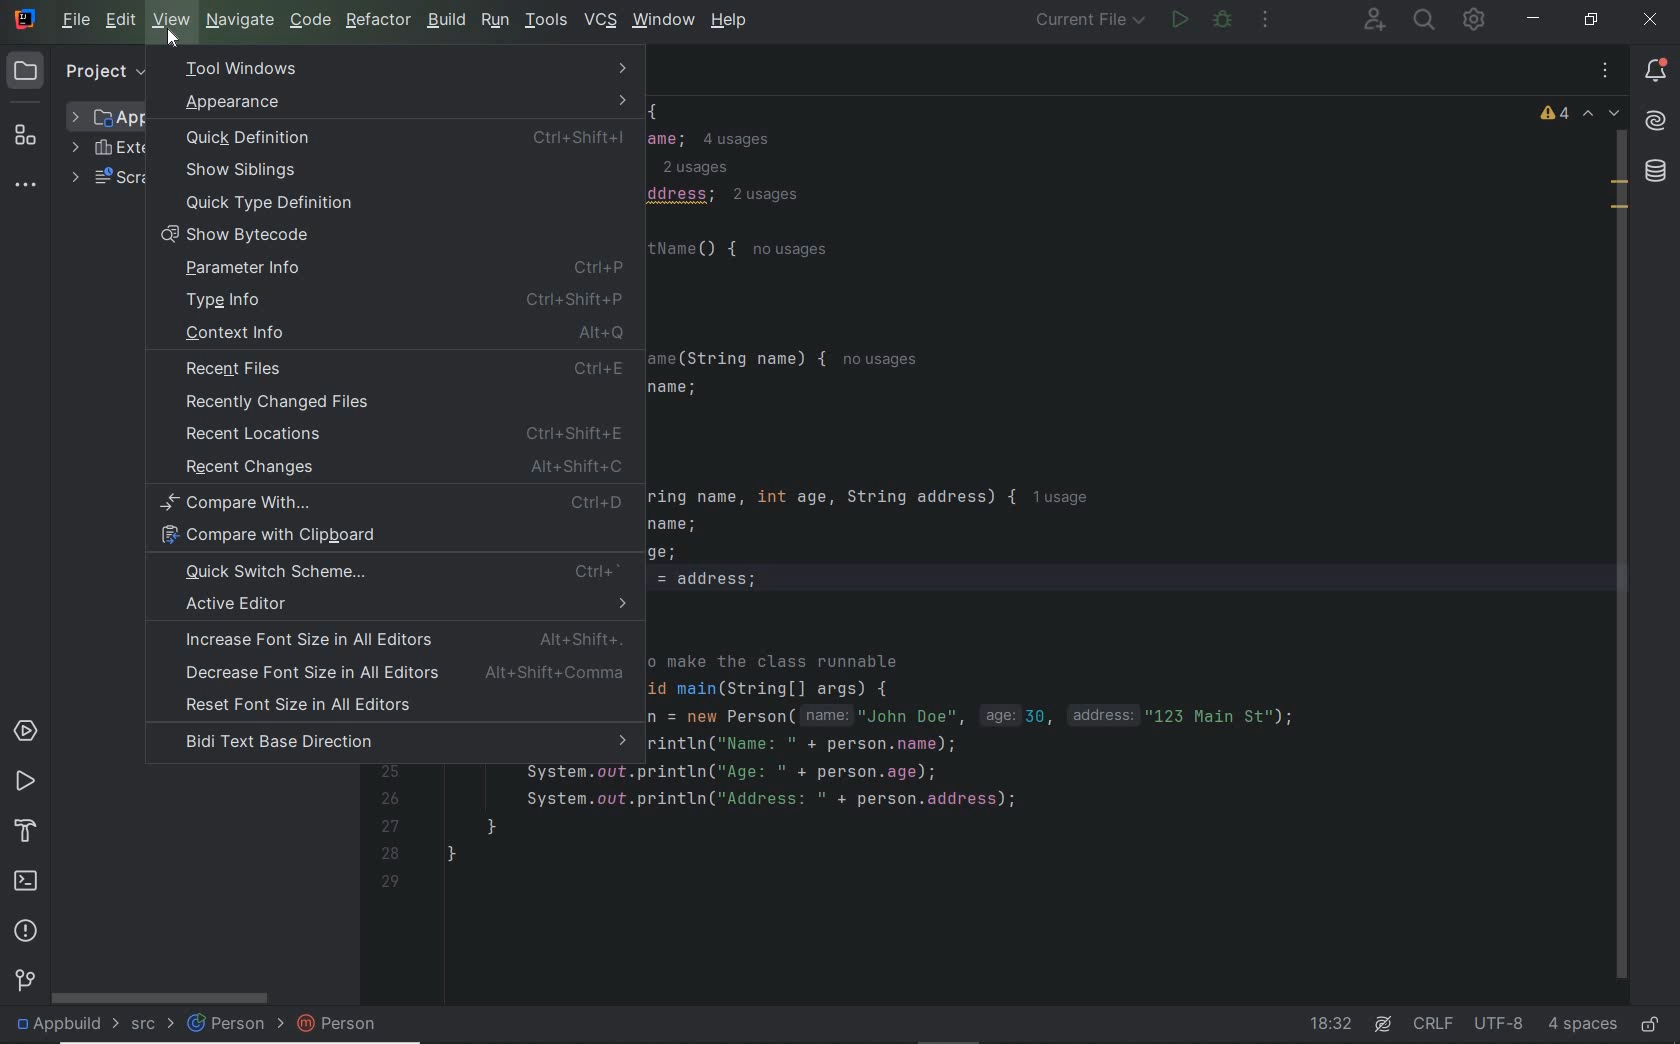 File Edit View Navigate Code Refactor Build Run Tools VCS Window Help Current File
Project
Tool Windows
Appearance
Quick Definition Ctrl+Shift+I
Show Siblings
Quick Type Definition
Show Bytecode
Parameter Info Ctrl+P
Type Info Ctrl+Shift+P
Context Info Alt+Q
Recent Files Ctrl+E
Recently Changed Files
Recent Locations Ctrl+Shift+E
Recent Changes Alt+Shift+C
Compare With... Ctrl+D
Compare with Clipboard
Quick Switch Scheme... Ctrl+`
Active Editor
Increase Font Size in All Editors Alt+Shift+.
Decrease Font Size in All Editors Alt+Shift+Comma
Reset Font Size in All Editors
Bidi Text Base Direction
App
Exte
Scra
{
4
ame; 4 usages
2 usages
ddress; 2 usages
tName() { no usages
ame(String name) { no usages
name;
ring name, int age, String address) { 1 usage
name;
ge;
= address;
o make the class runnable
id main(String[] args) {
n = new Person( name: "John Doe", age: 30, address: "123 Main St");
rintln("Name: " + person.name);
25 System.out.println("Age: " + person.age);
26 System.out.println("Address: " + person.address);
27 }
28 }
29
Appbuild > src > Person > Person 18:32 CRLF UTF-8 4 spaces